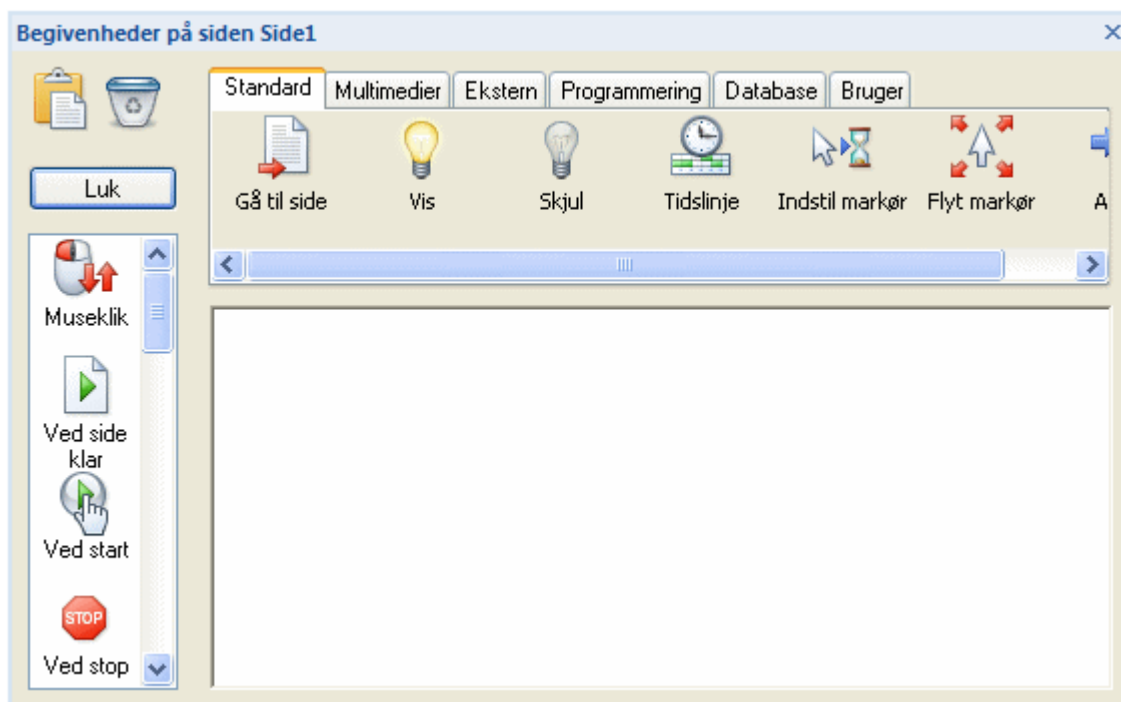 Begivenheder på siden Side1
Standard Multimedier Ekstern Programmering Database Bruger
Luk
Gå til side Vis Skjul Tidslinje Indstil markør Flyt markør A
Museklik
Ved side
klar
Ved start
STOP
Ved stop